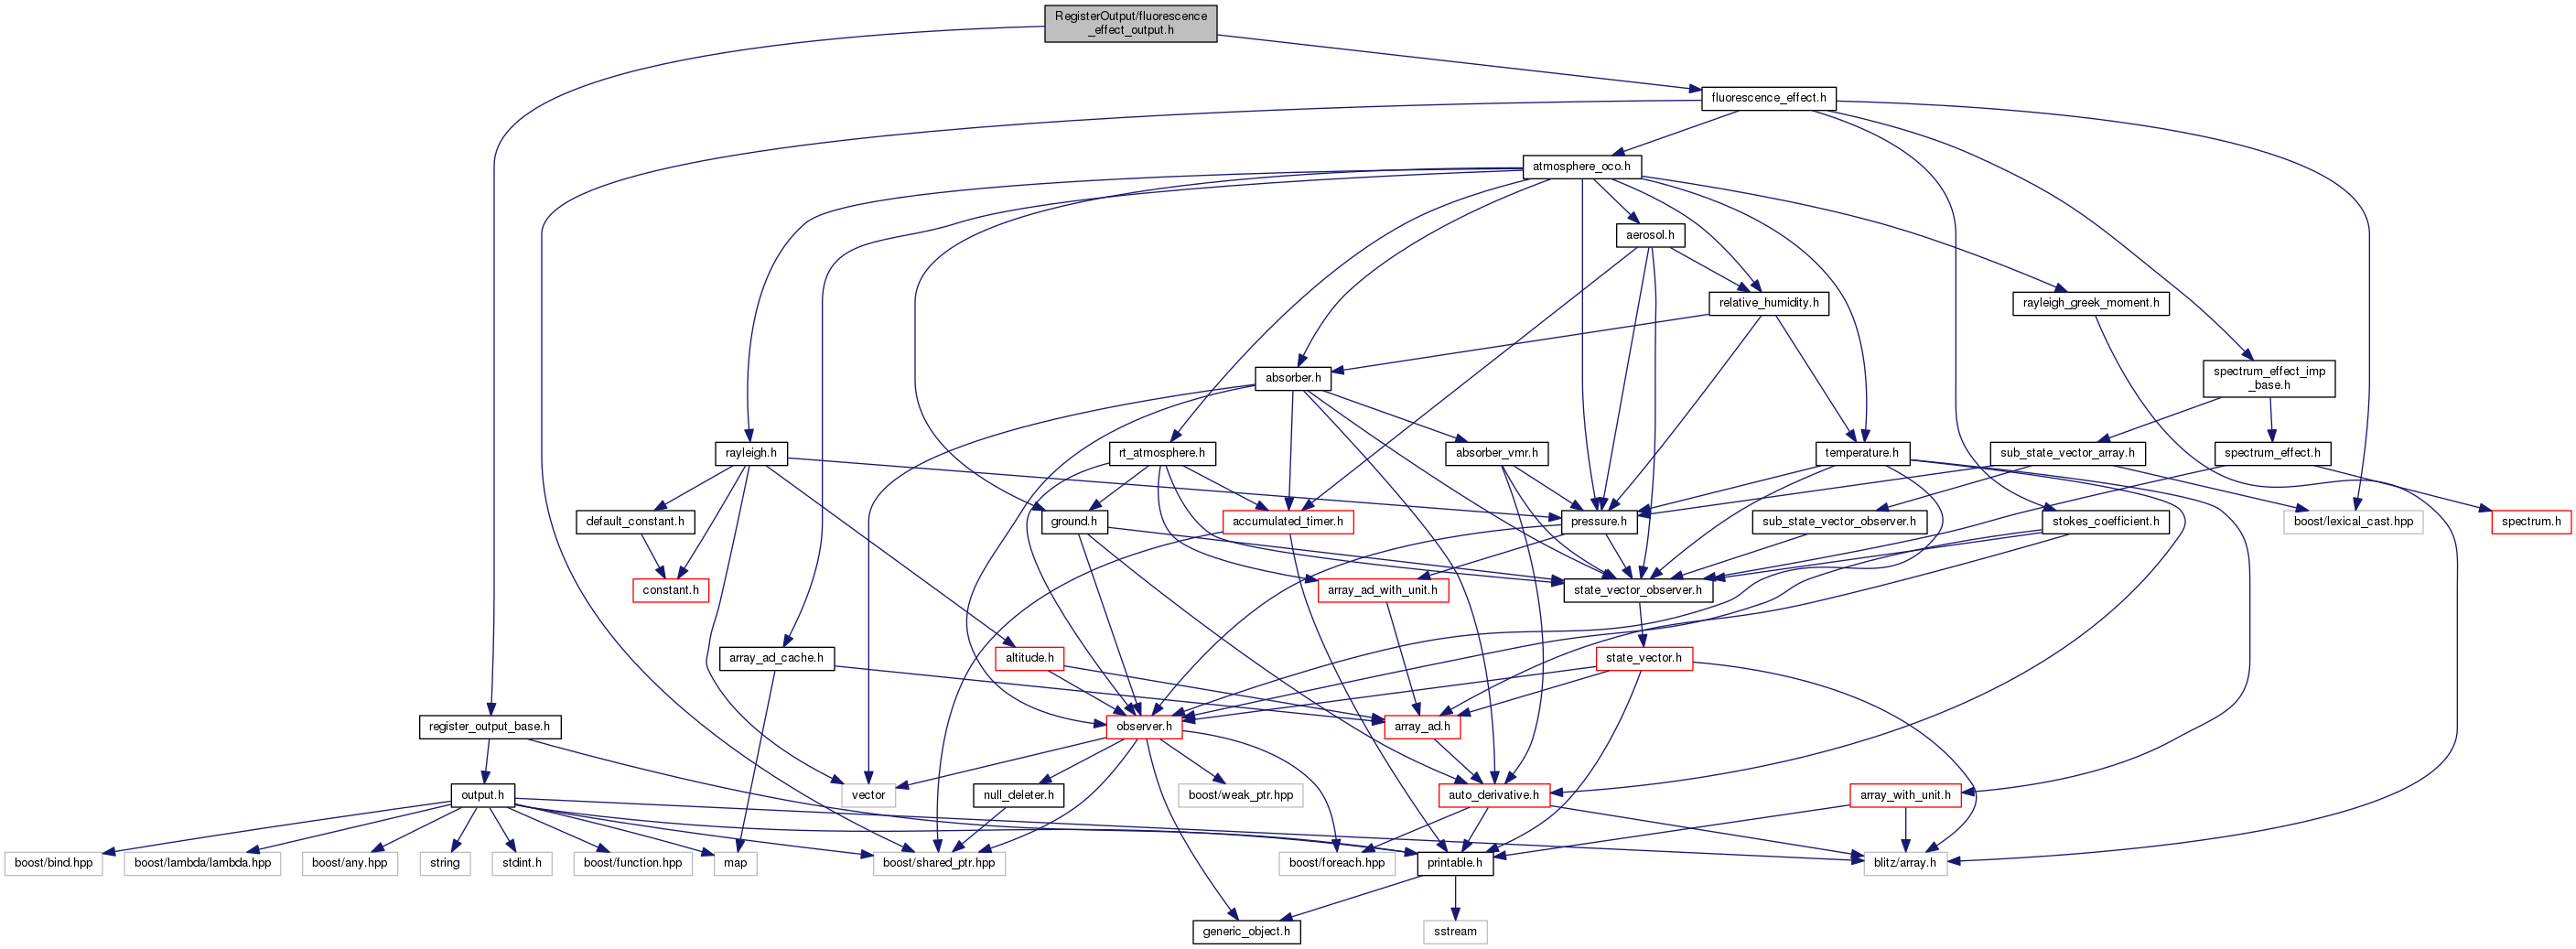 RegisterOutput/fluorescence
_effect_output.h
fluorescence_effect.h
atmosphere_oco.h
aerosol.h
relative_humidity.h
rayleigh_greek_moment.h
absorber.h
spectrum_effect_imp
_base.h
rayleigh.h
rt_atmosphere.h
absorber_vmr.h
temperature.h
sub_state_vector_array.h
spectrum_effect.h
default_constant.h
ground.h
accumulated_timer.h
pressure.h
sub_state_vector_observer.h
stokes_coefficient.h
boost/lexical_cast.hpp
spectrum.h
constant.h
array_ad_with_unit.h
state_vector_observer.h
array_ad_cache.h
altitude.h
state_vector.h
register_output_base.h
observer.h
array_ad.h
output.h
vector
null_deleter.h
boost/weak_ptr.hpp
auto_derivative.h
array_with_unit.h
boost/bind.hpp
boost/lambda/lambda.hpp
boost/any.hpp
string
stdint.h
boost/function.hpp
map
boost/shared_ptr.hpp
boost/foreach.hpp
printable.h
blitz/array.h
generic_object.h
sstream